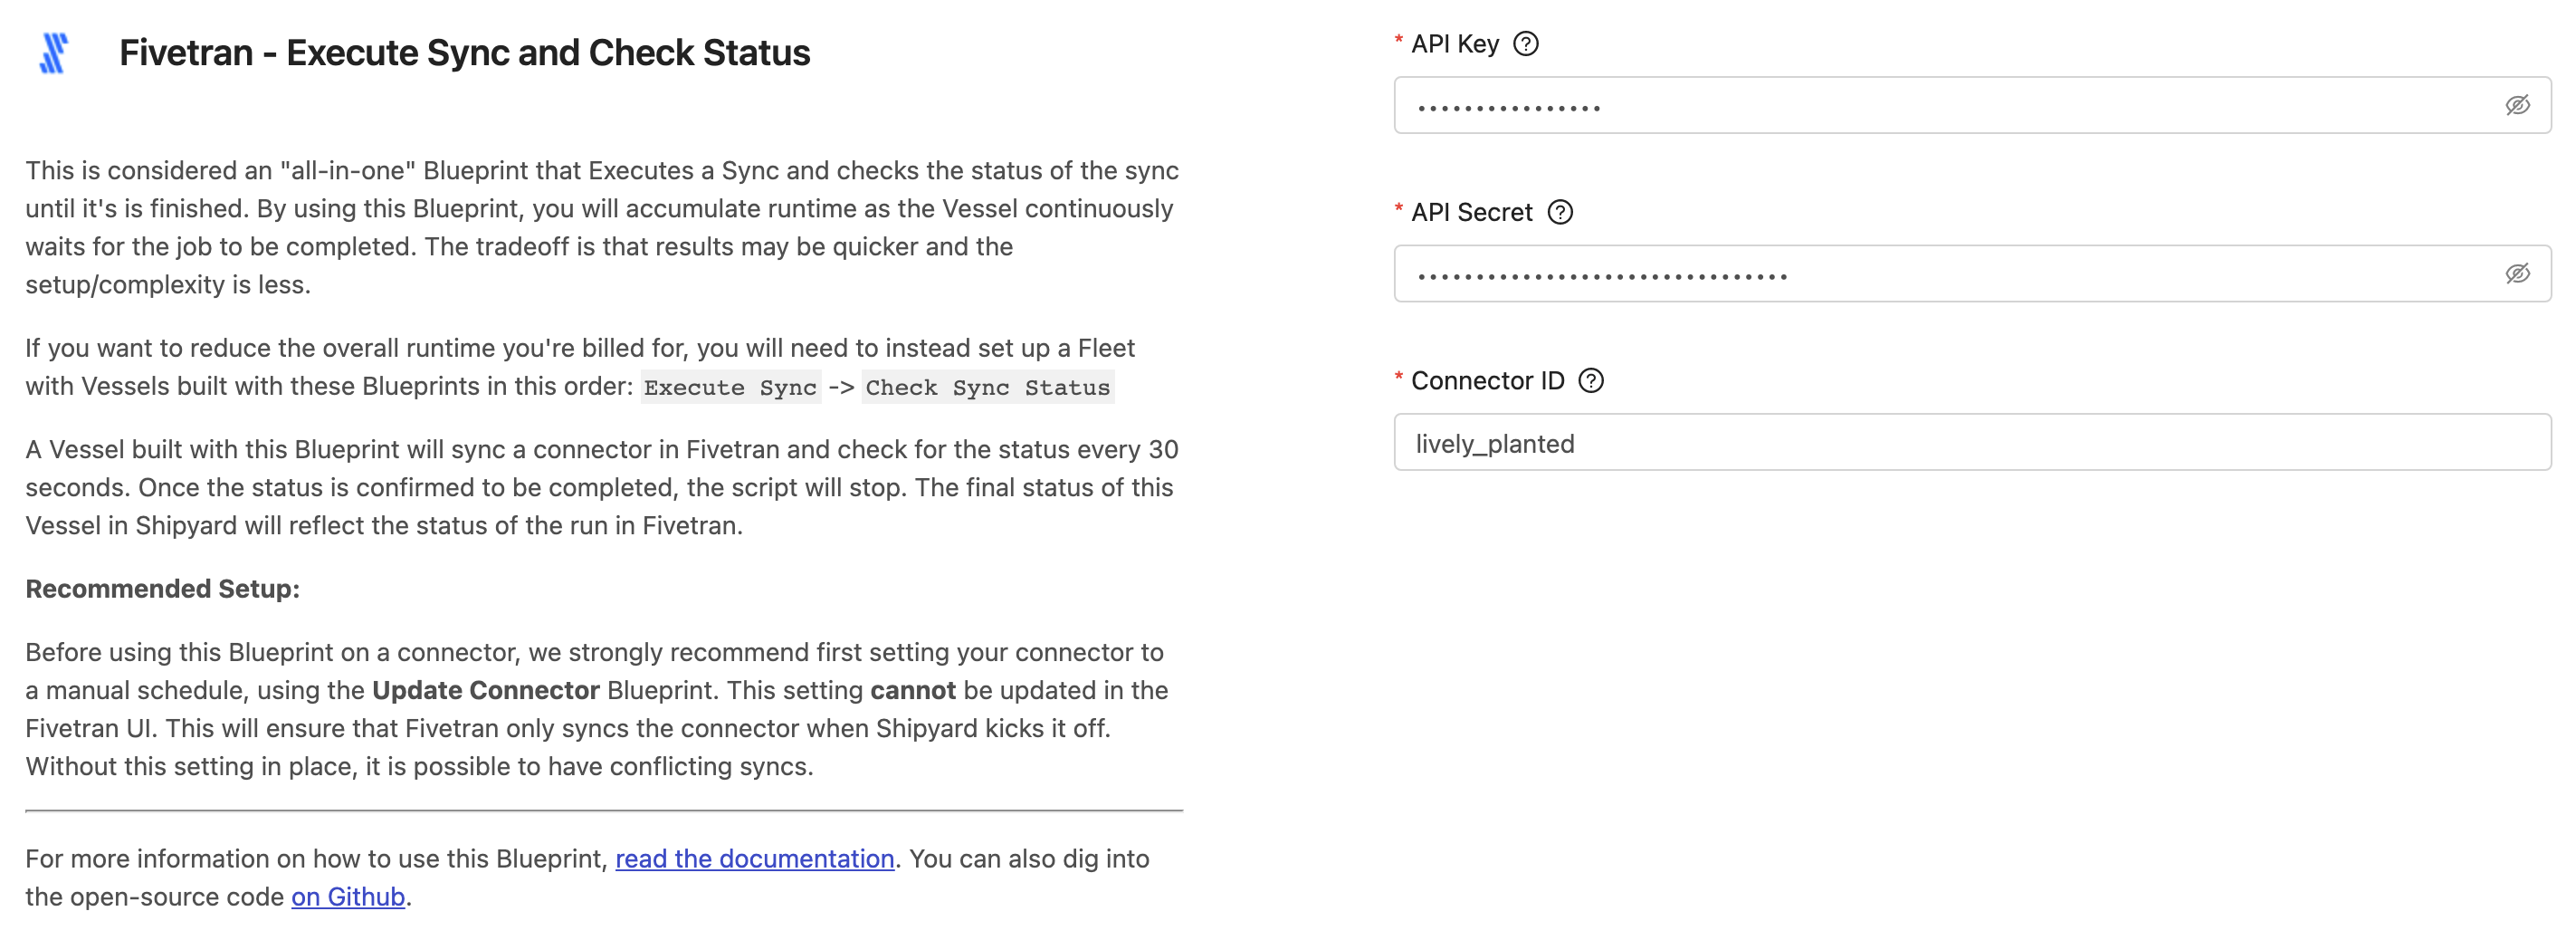 Fivetran - Execute Sync and Check Status
This is considered an "all-in-one" Blueprint that Executes a Sync and checks the status of the sync
until it's is finished. By using this Blueprint, you will accumulate runtime as the Vessel continuously
waits for the job to be completed. The tradeoff is that results may be quicker and the
setup/complexity is less.
If you want to reduce the overall runtime you're billed for, you will need to instead set up a Fleet
with Vessels built with these Blueprints in this order: Execute Sync -> Check Sync Status
A Vessel built with this Blueprint will sync a connector in Fivetran and check for the status every 30
seconds. Once the status is confirmed to be completed, the script will stop. The final status of this
Vessel in Shipyard will reflect the status of the run in Fivetran.
Recommended Setup:
Before using this Blueprint on a connector, we strongly recommend first setting your connector to
a manual schedule, using the Update Connector Blueprint. This setting cannot be updated in the
Fivetran UI. This will ensure that Fivetran only syncs the connector when Shipyard kicks it off.
Without this setting in place, it is possible to have conflicting syncs.
For more information on how to use this Blueprint, read the documentation. You can also dig into
the open-source code on Github.
* API Key
••••••••••••••••
* API Secret
••••••••••••••••••••••••••••••••
* Connector ID
lively_planted